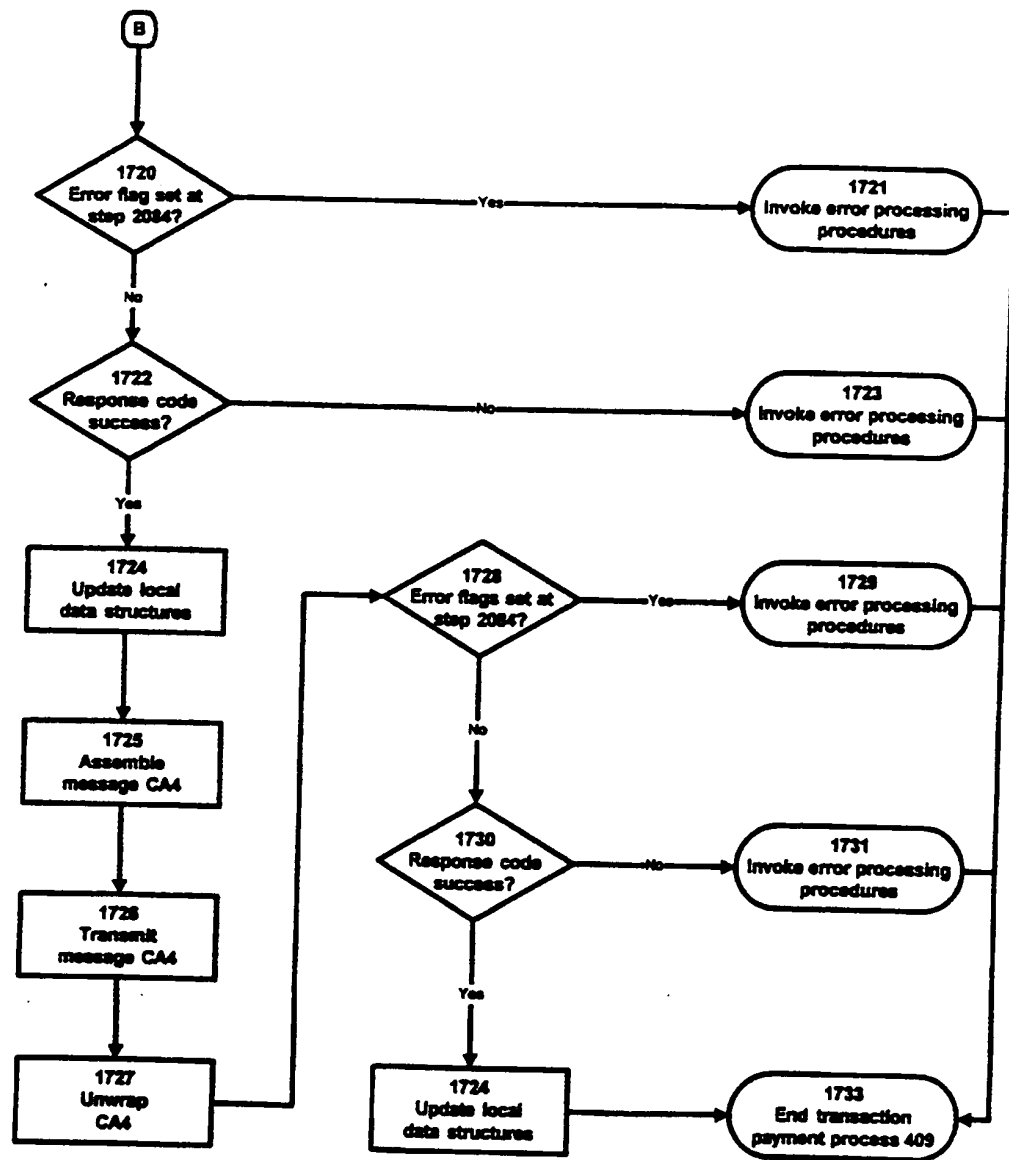 B
1720
Error flag set at
step 2084?
Yes
1721
Invoke error processing
procedures
No
1722
Response code
success?
No
1723
Invoke error processing
procedures
Yes
1724
Update local
data structures
1728
Error flags set at
step 2084?
Yes
1729
Invoke error processing
procedures
No
1725
Assemble
message CA4
1730
Response code
success?
No
1731
Invoke error processing
procedures
1726
Transmit
message CA4
Yes
1727
Unwrap
CA4
1724
Update local
data structures
1733
End transaction
payment process 409